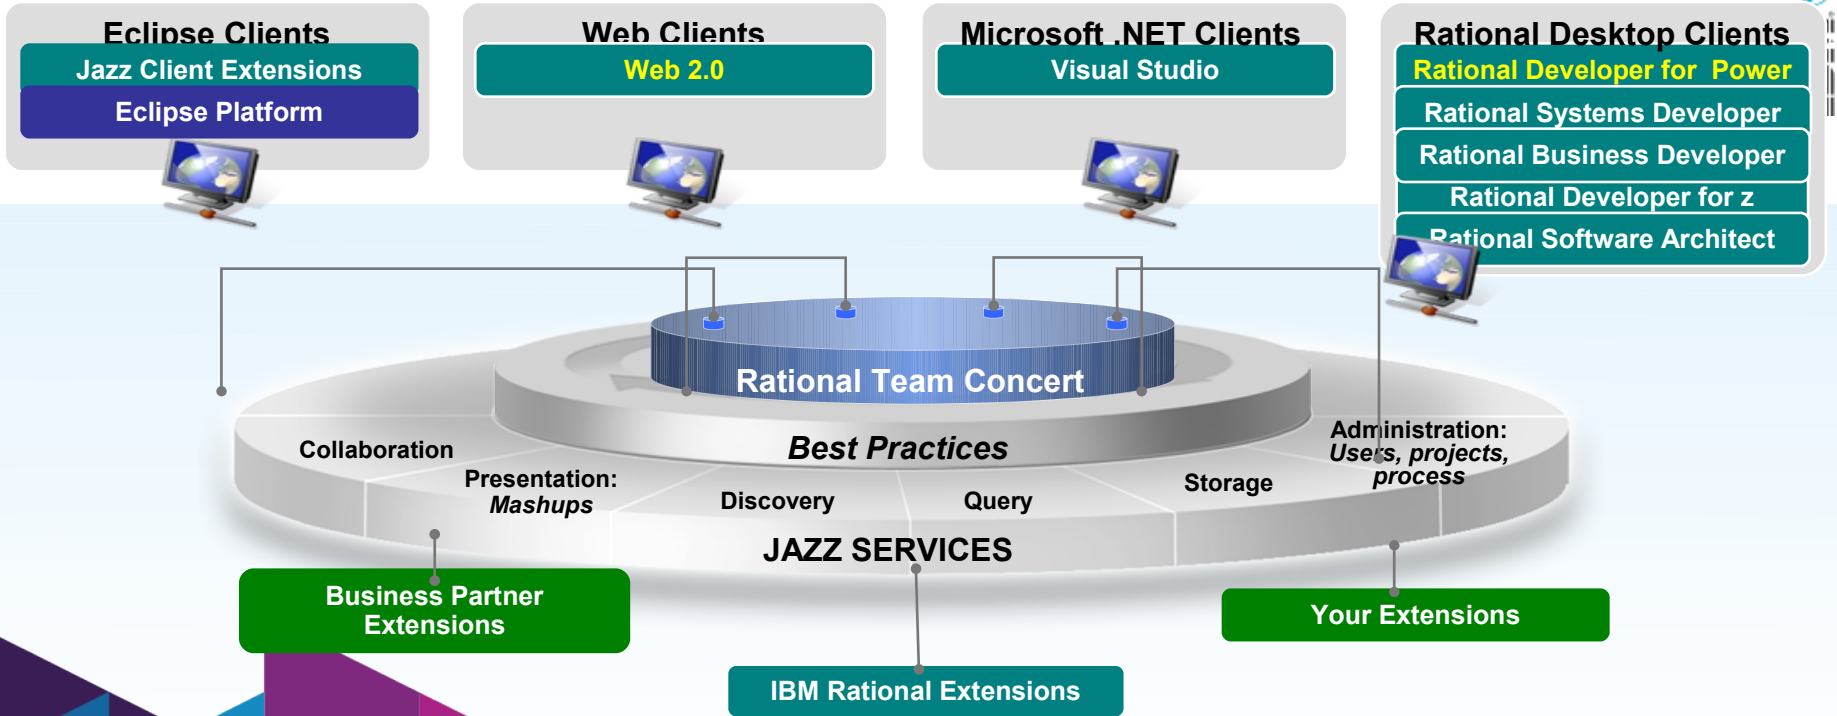 Eclipse Clients
Jazz Client Extensions
Eclipse Platform
Web Clients
Web 2.0
Microsoft .NET Clients
Visual Studio
Rational Desktop Clients
Rational Developer for Power
Rational Systems Developer
Rational Business Developer
Rational Developer for z
Rational Software Architect
Rational Team Concert
Best Practices
Collaboration
Presentation:
Mashups
Discovery
Query
Storage
Administration:
Users, projects,
process
JAZZ SERVICES
Business Partner
Extensions
IBM Rational Extensions
Your Extensions